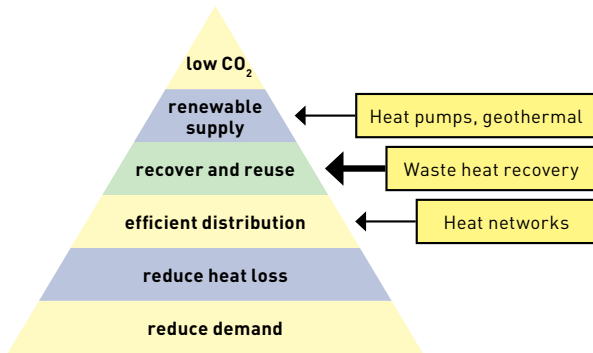 low CO₂
renewable
supply
Heat pumps, geothermal
recover and reuse
Waste heat recovery
efficient distribution
Heat networks
reduce heat loss
reduce demand